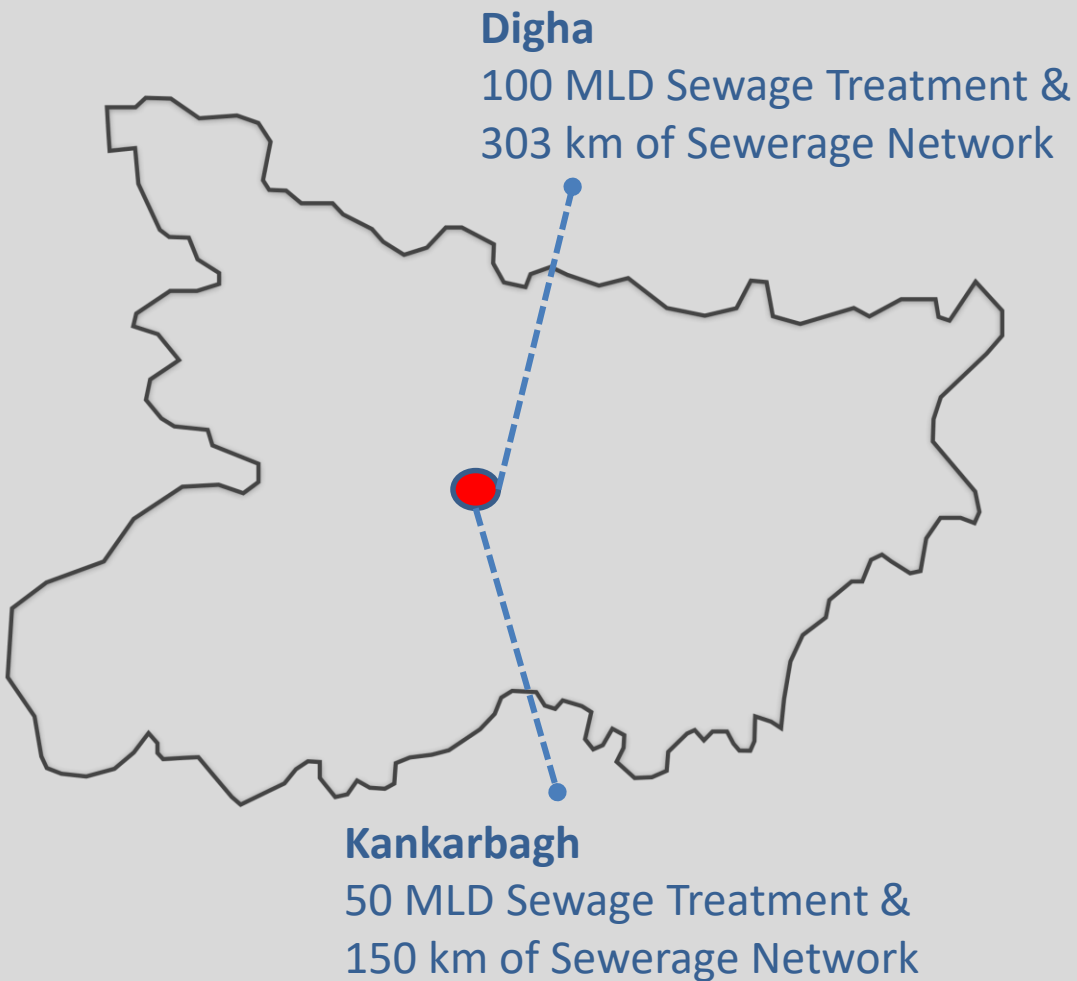 Digha
100 MLD Sewage Treatment &
303 km of Sewerage Network
Kankarbagh
50 MLD Sewage Treatment &
150 km of Sewerage Network